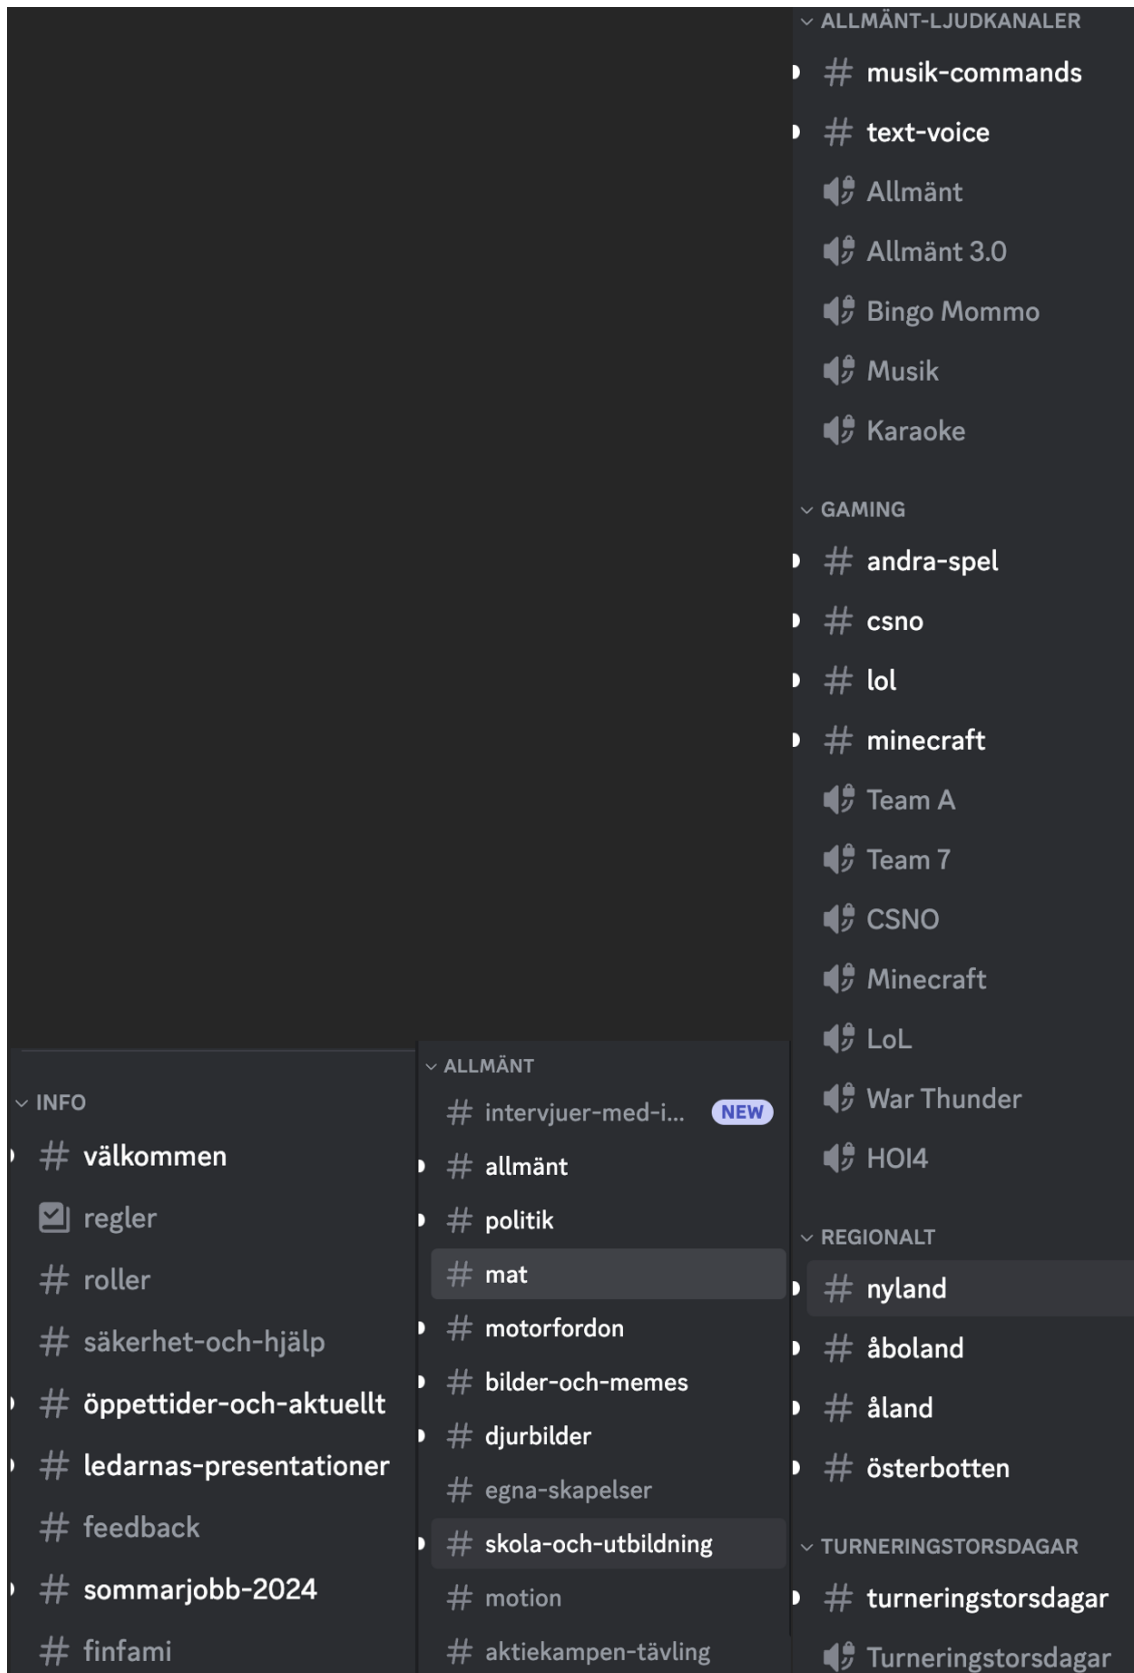 INFO
välkommen
regler
roller
säkerhet-och-hjälp
öppettider-och-aktuellt
ledarnas-presentationer
feedback
sommarjobb-2024
finfami
ALLMÄNT
intervjuer-med-i... NEW
allmänt
politik
mat
motorfordon
bilder-och-memes
djurbilder
egna-skapelser
skola-och-utbildning
motion
aktiekampen-tävling
ALLMÄNT-LJUDKANALER
musik-commands
text-voice
Allmänt
Allmänt 3.0
Bingo Mommo
Musik
Karaoke
GAMING
andra-spel
csno
lol
minecraft
Team A
Team 7
CSNO
Minecraft
LoL
War Thunder
HOI4
REGIONALT
nyland
åboland
åland
österbotten
TURNERINGSTORSDAGAR
turneringstorsdagar
Turneringstorsdagar